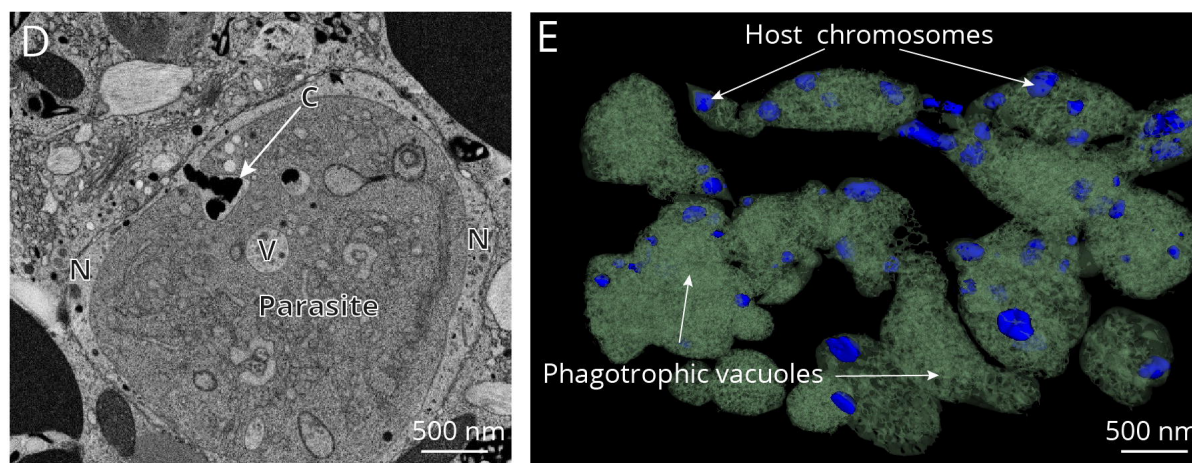 D
C
V
N
N
Parasite
500 nm
E
Host chromosomes
Phagotrophic vacuoles
500 nm